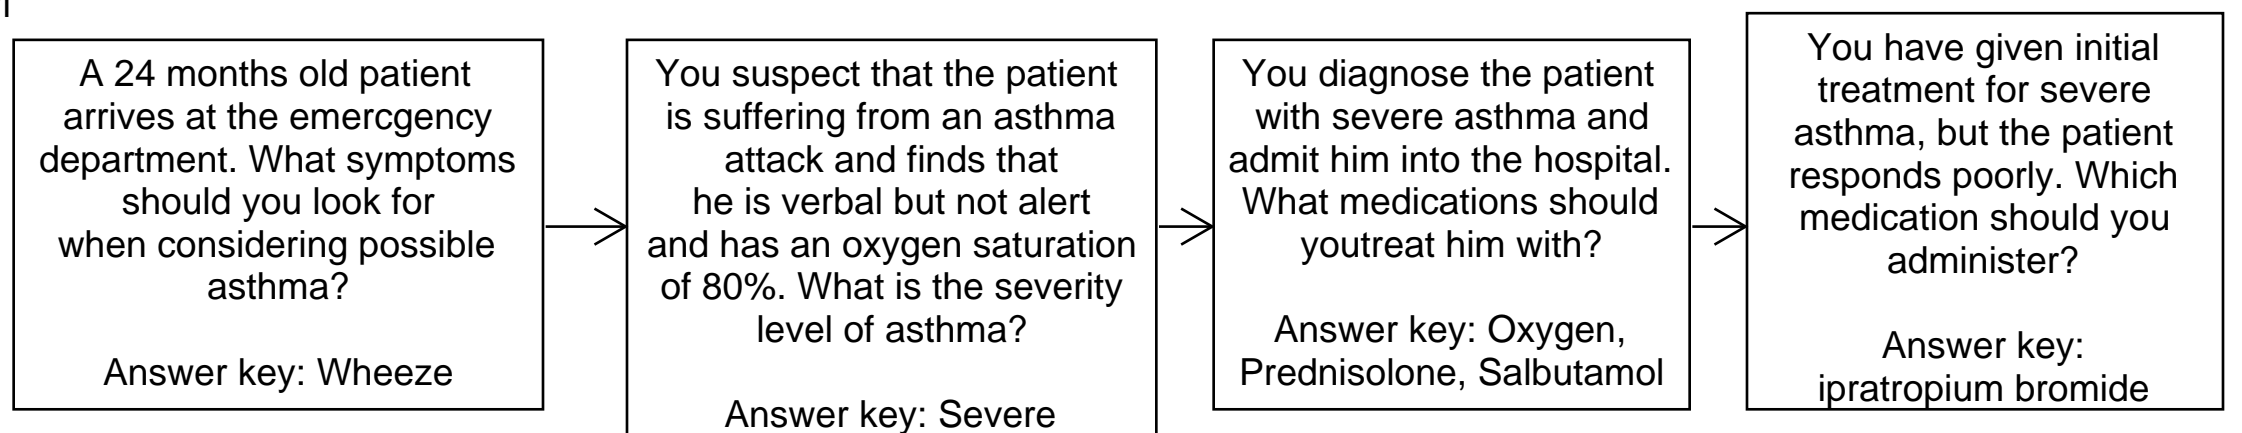 A 24 months old patient
arrives at the emercgency
department. What symptoms
should you look for
when considering possible
asthma?
Answer key: Wheeze
You suspect that the patient
is suffering from an asthma
attack and finds that
he is verbal but not alert
and has an oxygen saturation
of 80%. What is the severity
level of asthma?
Answer key: Severe
You diagnose the patient
with severe asthma and
admit him into the hospital.
What medications should
youtreat him with?
Answer key: Oxygen,
Prednisolone, Salbutamol
You have given initial
treatment for severe
asthma, but the patient
responds poorly. Which
medication should you
administer?
Answer key:
ipratropium bromide